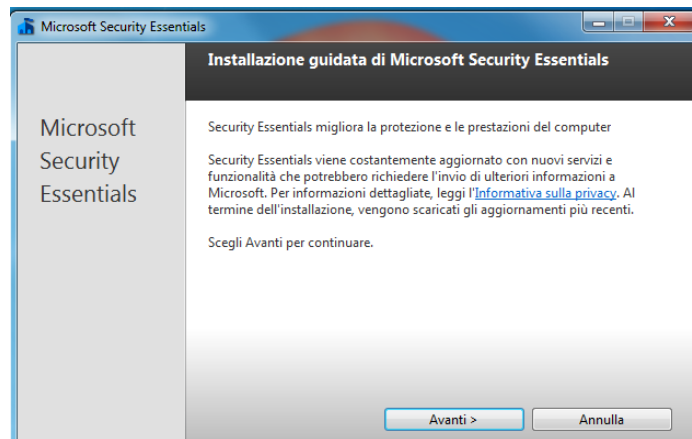 Microsoft Security Essentials
Installazione guidata di Microsoft Security Essentials
Microsoft
Security
Essentials
Security Essentials migliora la protezione e le prestazioni del computer
Security Essentials viene costantemente aggiornato con nuovi servizi e
funzionalità che potrebbero richiedere l'invio di ulteriori informazioni a
Microsoft. Per informazioni dettagliate, leggi l'Informativa sulla privacy. Al
termine dell'installazione, vengono scaricati gli aggiornamenti più recenti.
Scegli Avanti per continuare.
Avanti >
Annulla